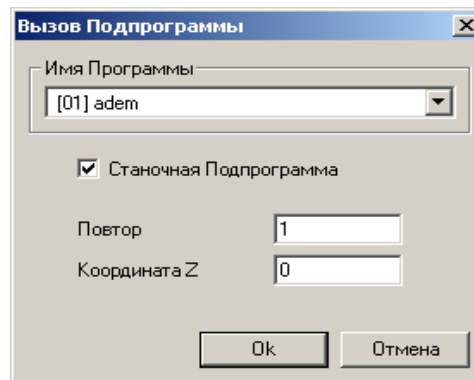 Вызов Подпрограммы
Имя Программы
[01] adem
Станочная Подпрограмма
Повтор 1
Координата Z 0
Ok Отмена